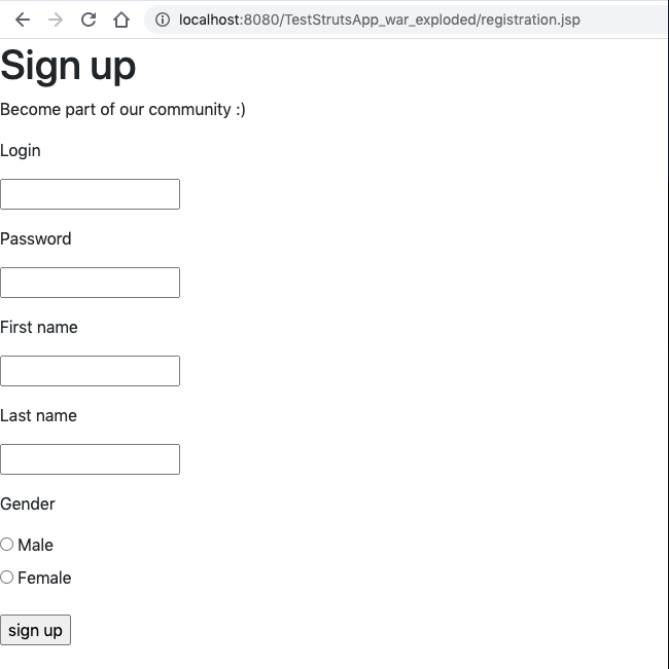 localhost:8080/TestStrutsApp_war_exploded/registration.jsp
Sign up
Become part of our community :)
Login
Password
First name
Last name
Gender
Male
Female
sign up